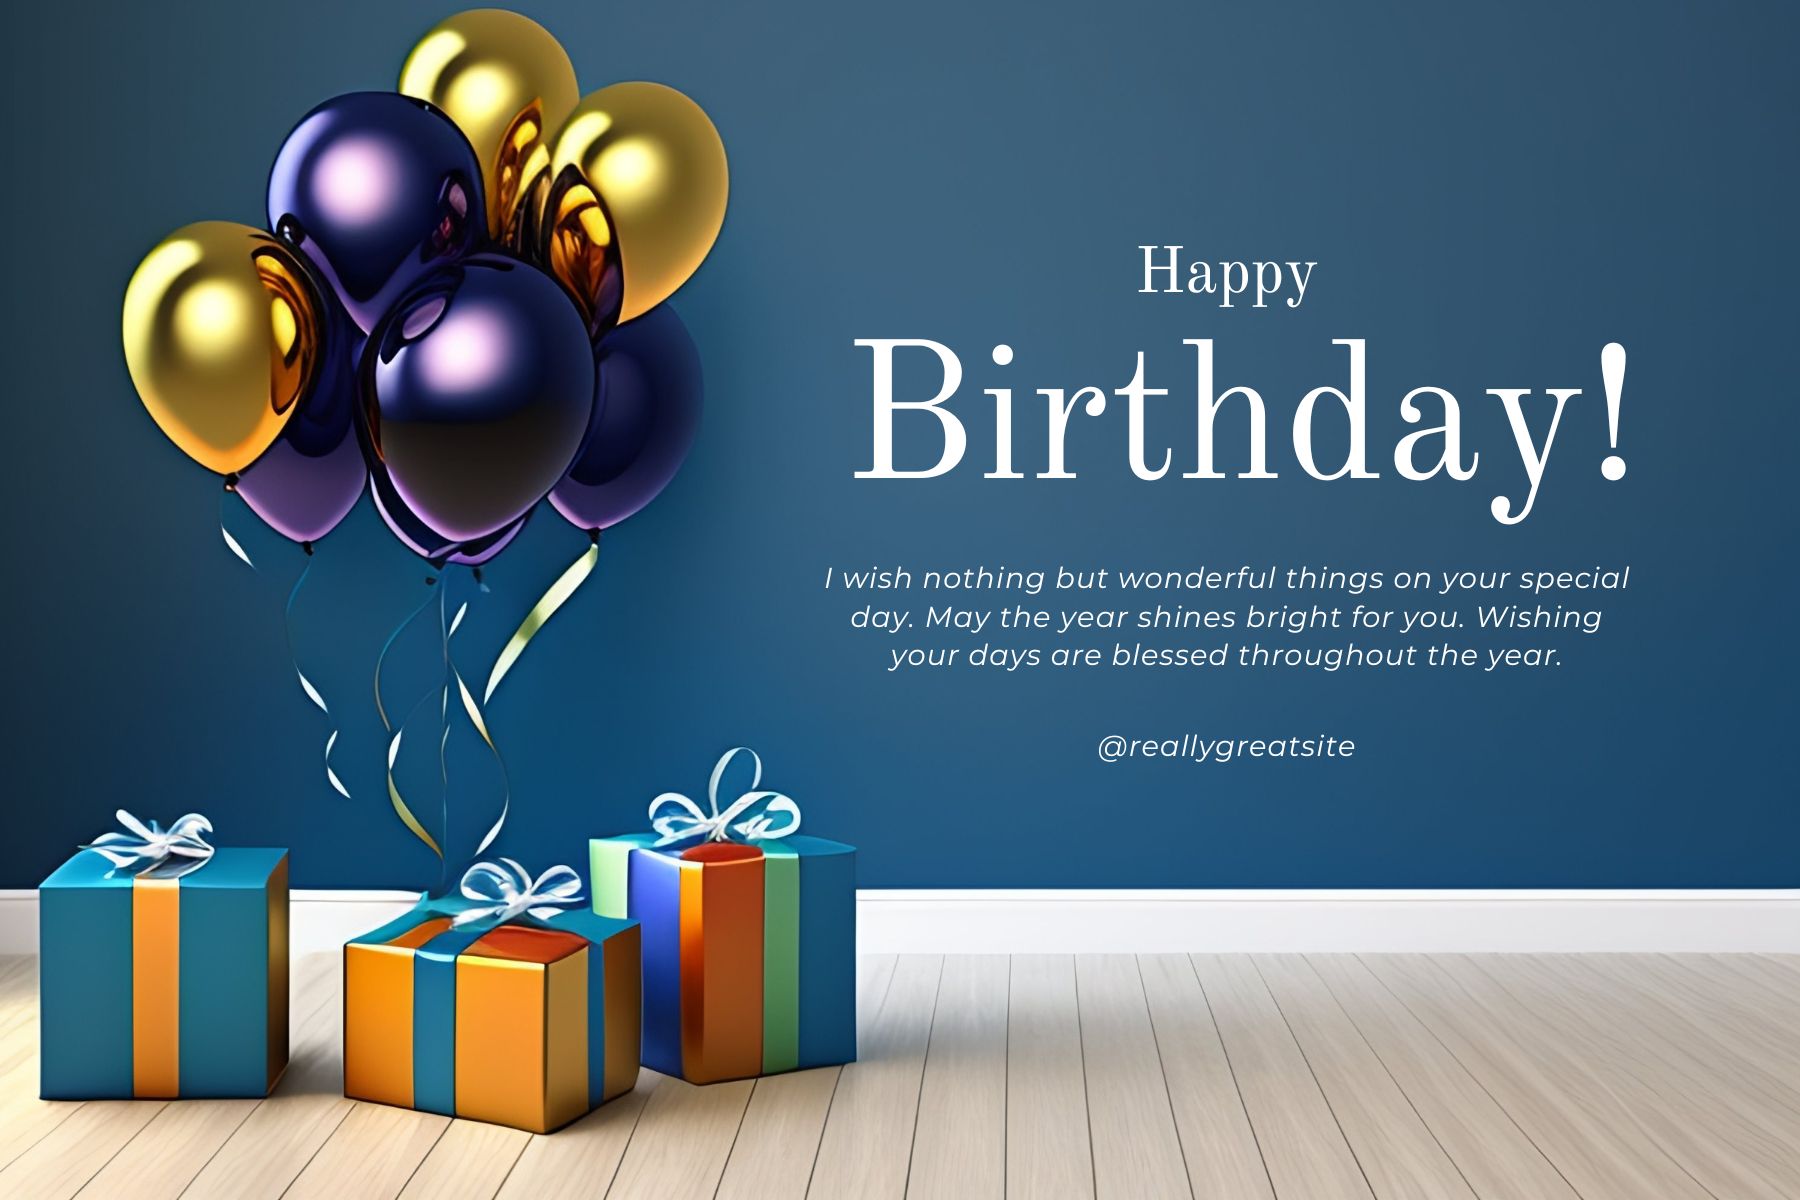 Happy
Birthday!
I wish nothing but wonderful things on your special
day. May the year shines bright for you. Wishing
your days are blessed throughout the year.
@reallygreatsite